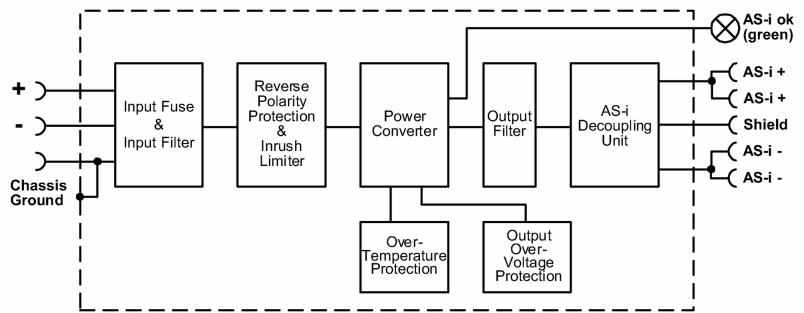 AS-i ok
(green)
+
-
Chassis
Ground
Input Fuse
&
Input Filter
Reverse
Polarity
Protection
&
Inrush
Limiter
Power
Converter
Output
Filter
AS-i
Decoupling
Unit
AS-i +
AS-i +
Shield
AS-i -
AS-i -
Over-
Temperature
Protection
Output
Over-
Voltage
Protection